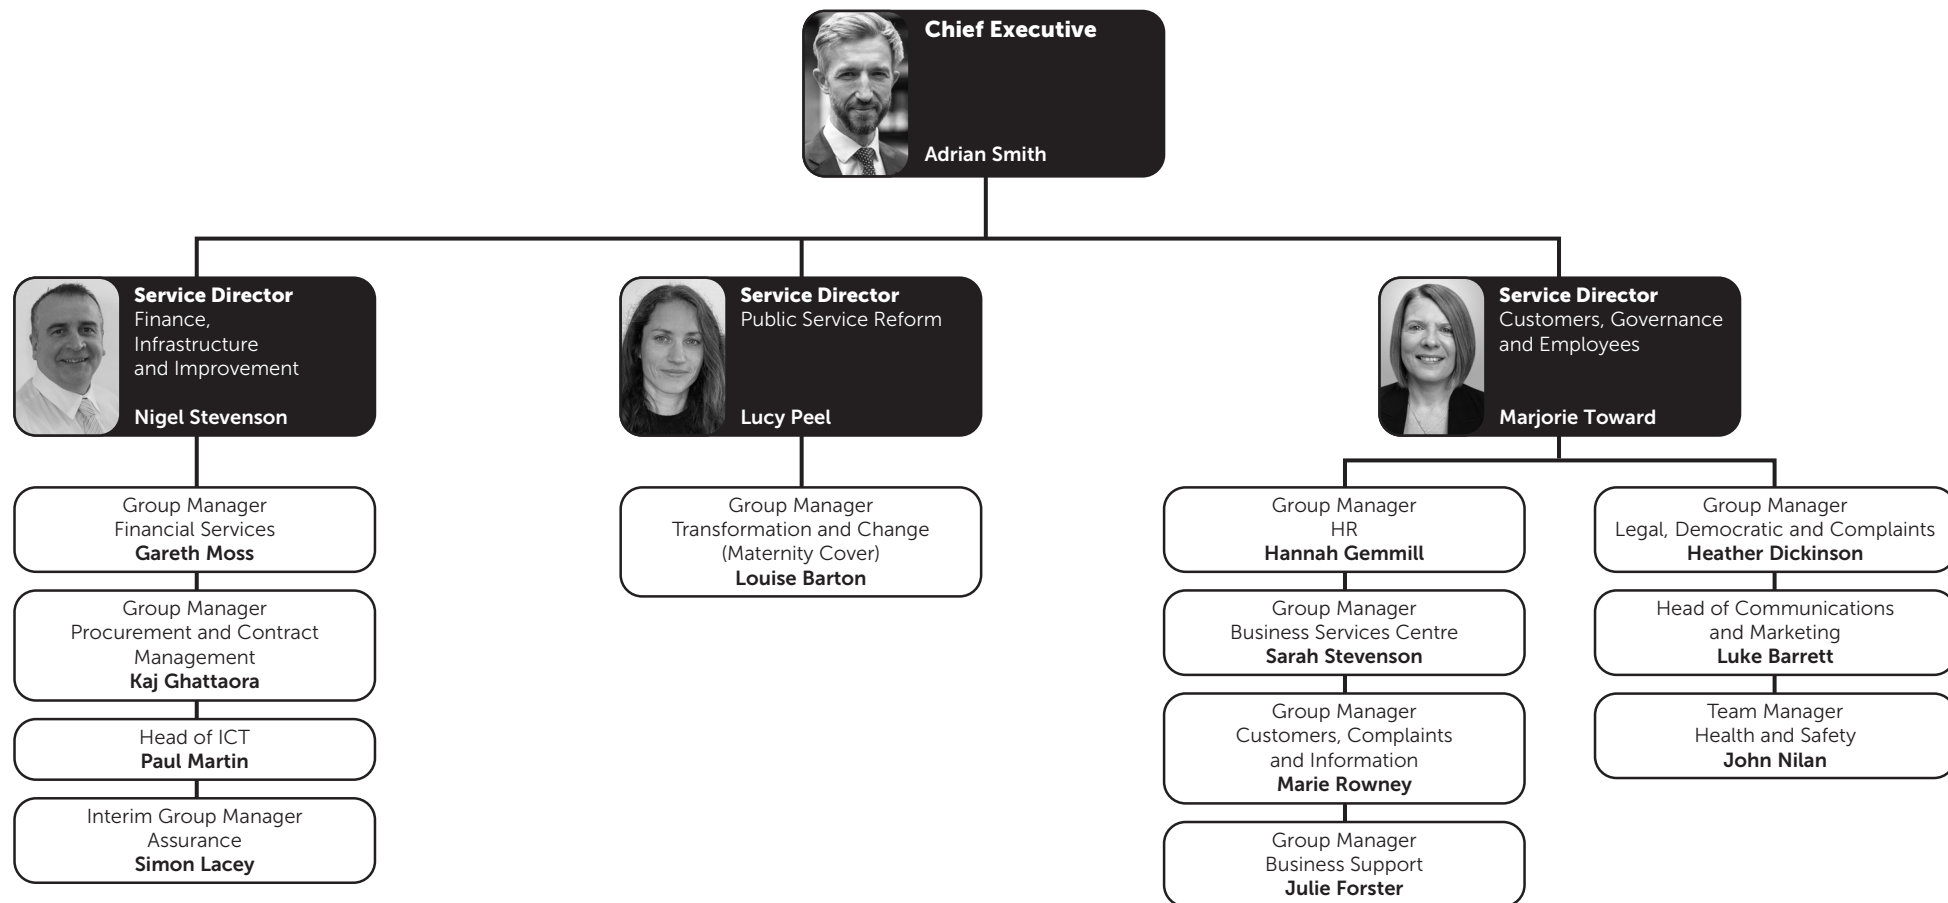 Chief Executive
Adrian Smith
Service Director
Finance,
Infrastructure
and Improvement
Nigel Stevenson
Service Director
Public Service Reform
Lucy Peel
Service Director
Customers, Governance
and Employees
Marjorie Toward
Group Manager
Financial Services
Gareth Moss
Group Manager
Procurement and Contract
Management
Kaj Ghattaora
Head of ICT
Paul Martin
Interim Group Manager
Assurance
Simon Lacey
Group Manager
Transformation and Change
(Maternity Cover)
Louise Barton
Group Manager
HR
Hannah Gemmill
Group Manager
Business Services Centre
Sarah Stevenson
Group Manager
Customers, Complaints
and Information
Marie Rowney
Group Manager
Business Support
Julie Forster
Group Manager
Legal, Democratic and Complaints
Heather Dickinson
Head of Communications
and Marketing
Luke Barrett
Team Manager
Health and Safety
John Nilan